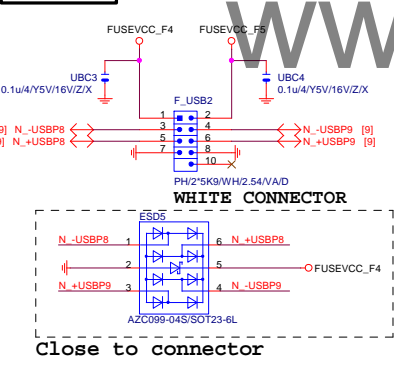 WW
FUSEVCC_F4 FUSEVCC_F5
UBC3 UBC4
0.1u/4/Y5V/16V/Z/X 0.1u/4/Y5V/16V/Z/X
F_USB2
1 2
9] N_-USBP8 3 4 N_-USBP9 [9]
9] N_+USBP8 5 6 N_+USBP9 [9]
7 8
10
PH/2*5K9/WH/2.54/VA/D
WHITE CONNECTOR
ESD5
N_-USBP8 1 6 N_+USBP8
2 5 FUSEVCC_F4
N_+USBP9 3 4 N_-USBP9
AZC099-04S/SOT23-6L
Close to connector